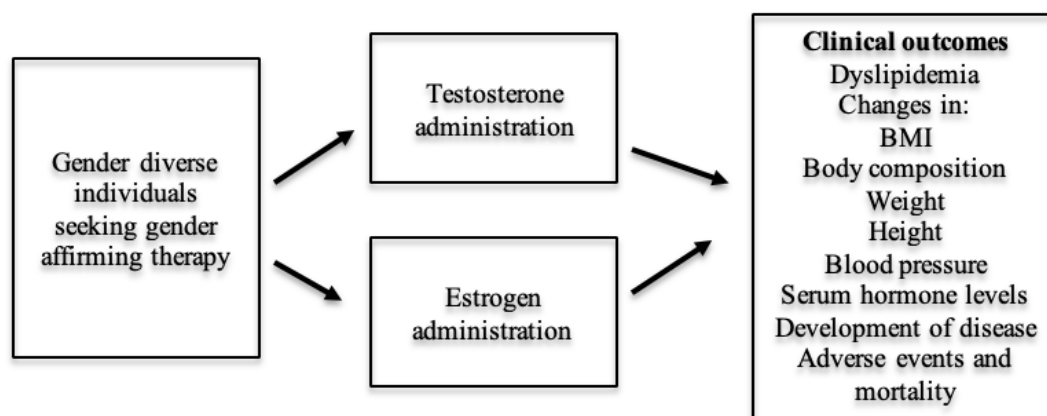 Gender diverse
individuals
seeking gender
affirming therapy
Testosterone
administration
Estrogen
administration
Clinical outcomes
Dyslipidemia
Changes in:
BMI
Body composition
Weight
Height
Blood pressure
Serum hormone levels
Development of disease
Adverse events and
mortality